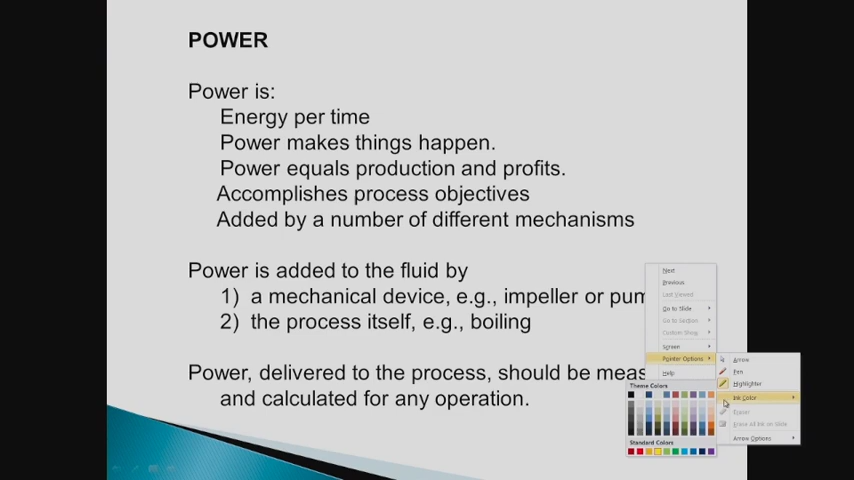 POWER
Power is:
Energy per time
Power makes things happen.
Power equals production and profits.
Accomplishes process objectives
Added by a number of different mechanisms
Power is added to the fluid by
1) a mechanical device, e.g., impeller or pum
2) the process itself, e.g., boiling
Power, delivered to the process, should be meas
and calculated for any operation.
Next
Previous
Last Viewed
Go to Slide
Go to Section
Custom Show
Screen
Pointer Options
Help
Arrow
Pen
Highlighter
Ink Color
Eraser
Erase All Ink on Slide
Arrow Options
Theme Colors
Standard Colors